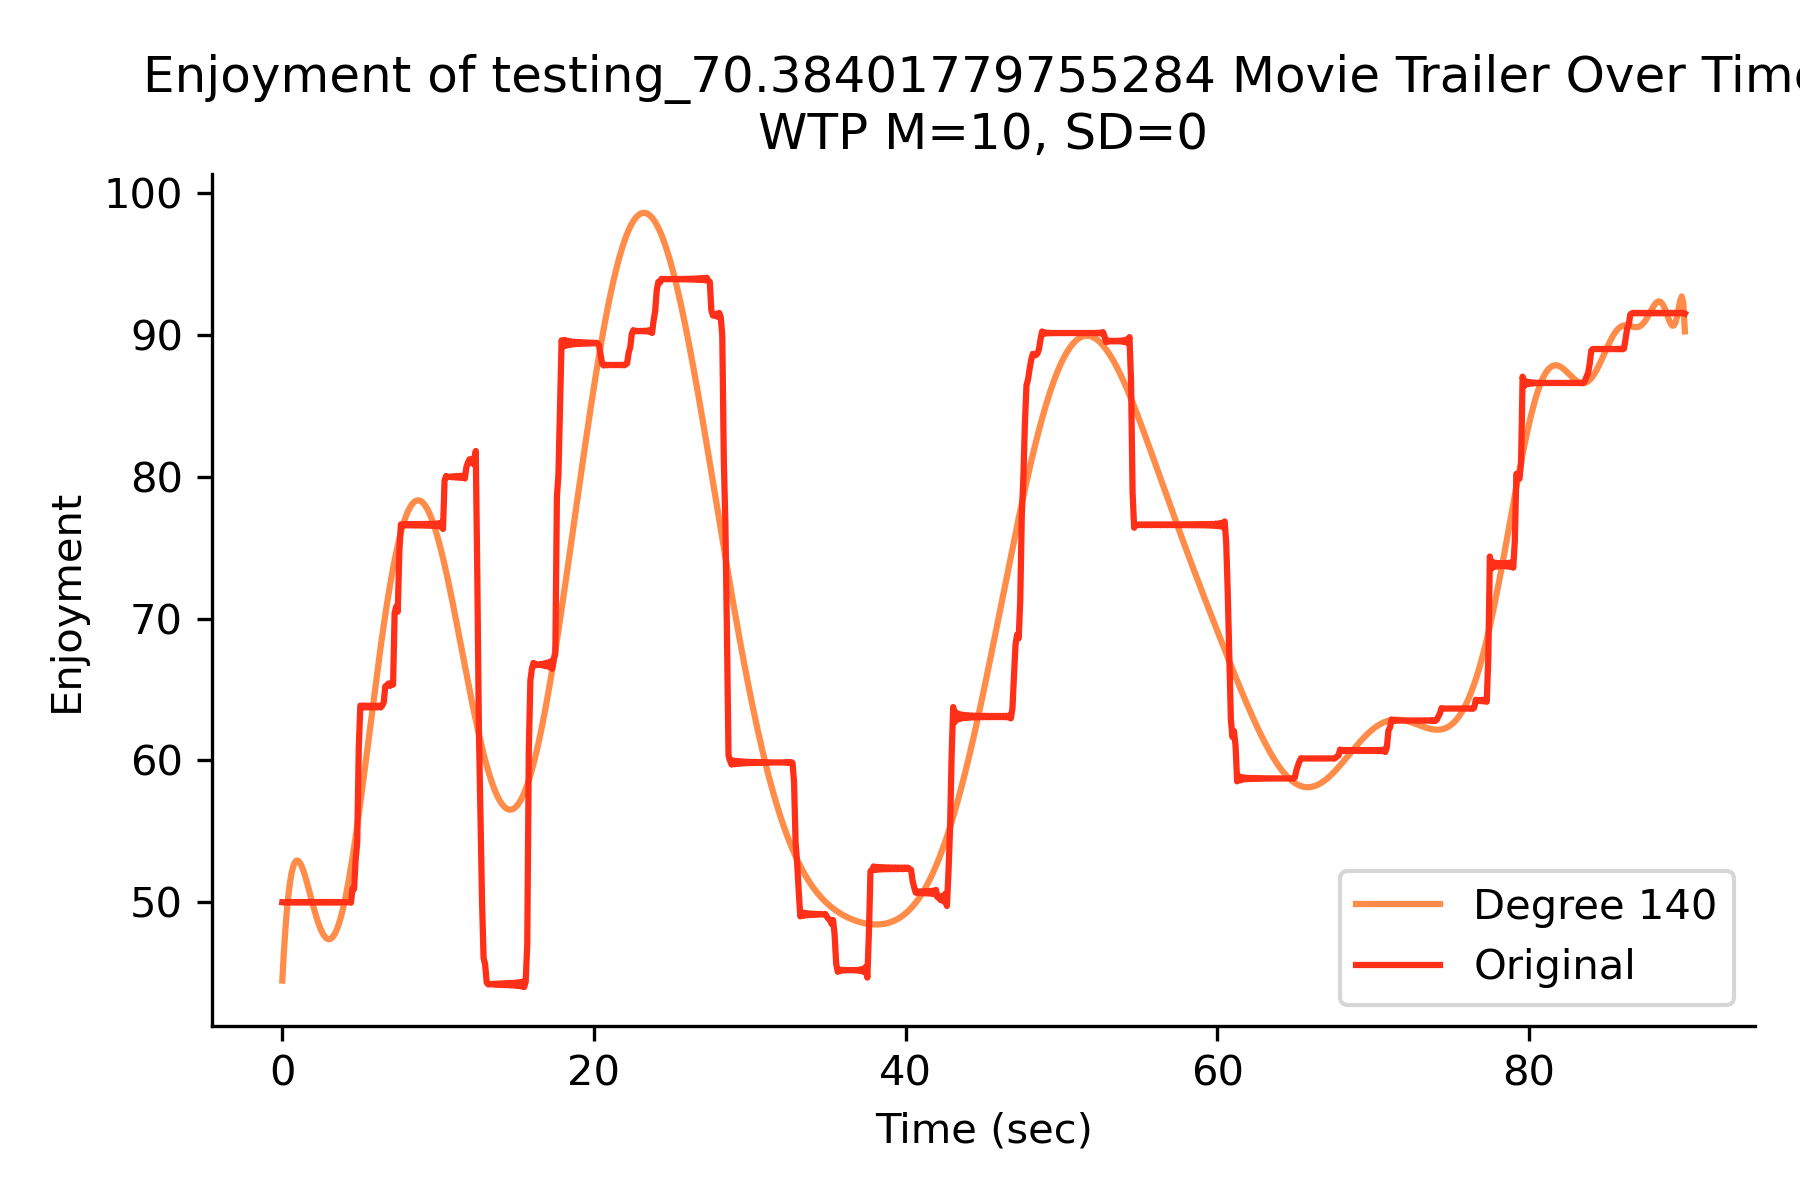 Enjoyment of testing_70.38401779755284 Movie Trailer Over Time
WTP M=10, SD=0
100
90
80
70
60
50
Enjoyment
0 20 40 60 80
Time (sec)
Degree 140
Original